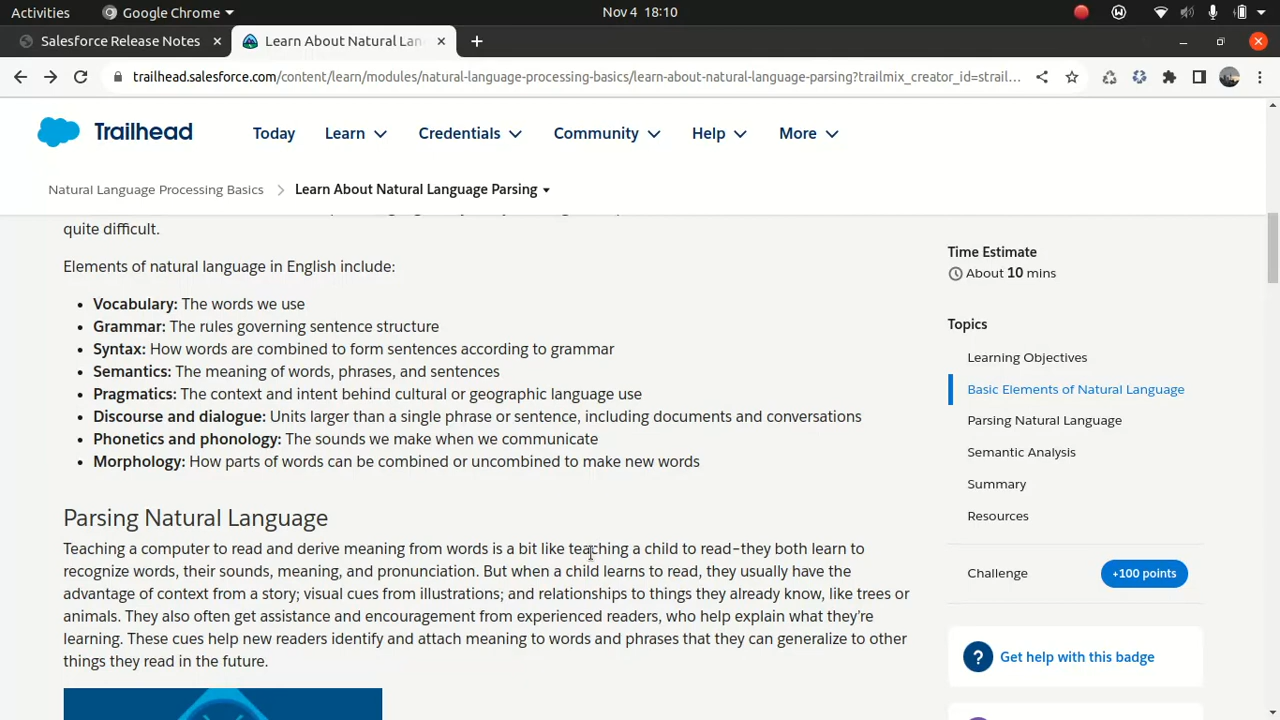 Activities Google Chrome Nov 4 18:10
Salesforce Release Notes Learn About Natural Lan
trailhead.salesforce.com/content/learn/modules/natural-language-processing-basics/learn-about-natural-language-parsing?trailmix_creator_id=strail...
Trailhead Today Learn Credentials Community Help More
Natural Language Processing Basics Learn About Natural Language Parsing
quite difficult.
Elements of natural language in English include:
• Vocabulary: The words we use
• Grammar: The rules governing sentence structure
• Syntax: How words are combined to form sentences according to grammar
• Semantics: The meaning of words, phrases, and sentences
• Pragmatics: The context and intent behind cultural or geographic language use
• Discourse and dialogue: Units larger than a single phrase or sentence, including documents and conversations
• Phonetics and phonology: The sounds we make when we communicate
• Morphology: How parts of words can be combined or uncombined to make new words
Parsing Natural Language
Teaching a computer to read and derive meaning from words is a bit like teaching a child to read–they both learn to
recognize words, their sounds, meaning, and pronunciation. But when a child learns to read, they usually have the
advantage of context from a story; visual cues from illustrations; and relationships to things they already know, like trees or
animals. They also often get assistance and encouragement from experienced readers, who help explain what they’re
learning. These cues help new readers identify and attach meaning to words and phrases that they can generalize to other
things they read in the future.
Time Estimate
About 10 mins
Topics
Learning Objectives
Basic Elements of Natural Language
Parsing Natural Language
Semantic Analysis
Summary
Resources
Challenge +100 points
? Get help with this badge